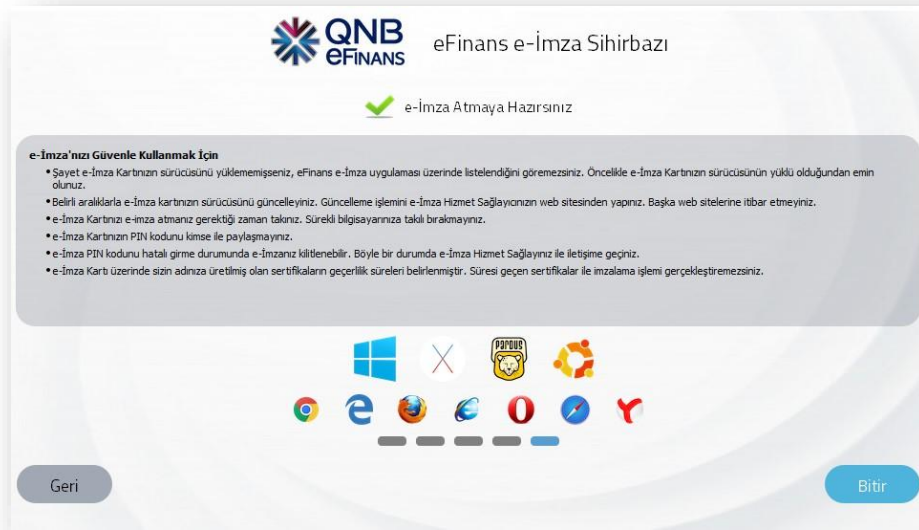 QNB
eFINANS
eFinans e-İmza Sihirbazı
e-İmza Atmaya Hazırsınız
e-İmza'nızı Güvenle Kullanmak İçin
• Şayet e-İmza Kartınızın sürücüsünü yüklememişseniz, eFinans e-İmza uygulaması üzerinde listelendiğini göremezsiniz. Öncelikle e-İmza Kartınızın sürücüsünün yüklü olduğundan emin
olunuz.
• Belirli aralıklarla e-İmza kartınızın sürücüsünü güncelleyiniz. Güncelleme işlemini e-İmza Hizmet Sağlayıcınızın web sitesinden yapınız. Başka web sitelerine itibar etmeyiniz.
• e-İmza Kartınızı e-imza atmanız gerektiği zaman takınız. Sürekli bilgisayarınıza takılı bırakmayınız.
• e-İmza Kartınızın PIN kodunu kimse ile paylaşmayınız.
• e-İmza PIN kodunu hatalı girme durumunda e-İmzanız kilitlenebilir. Böyle bir durumda e-İmza Hizmet Sağlayınız ile iletişime geçiniz.
• e-İmza Kartı üzerinde sizin adınıza üretilmiş olan sertifikaların geçerlilik süreleri belirlenmiştir. Süresi geçen sertifikalar ile imzalama işlemi gerçekleştiremezsiniz.
PARDUS
Geri
Bitir